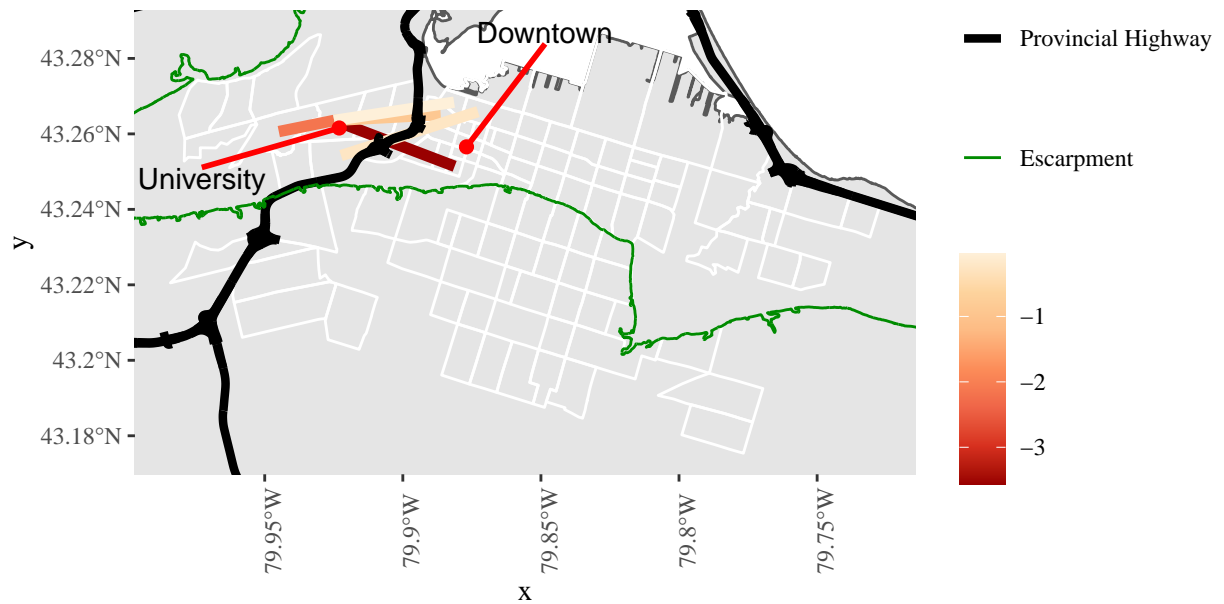 Downtown
University
43.28°N
43.26°N
43.24°N
43.22°N
43.2°N
43.18°N
y
79.95°W
79.9°W
79.85°W
79.8°W
79.75°W
x
Provincial Highway
Escarpment
−1
−2
−3